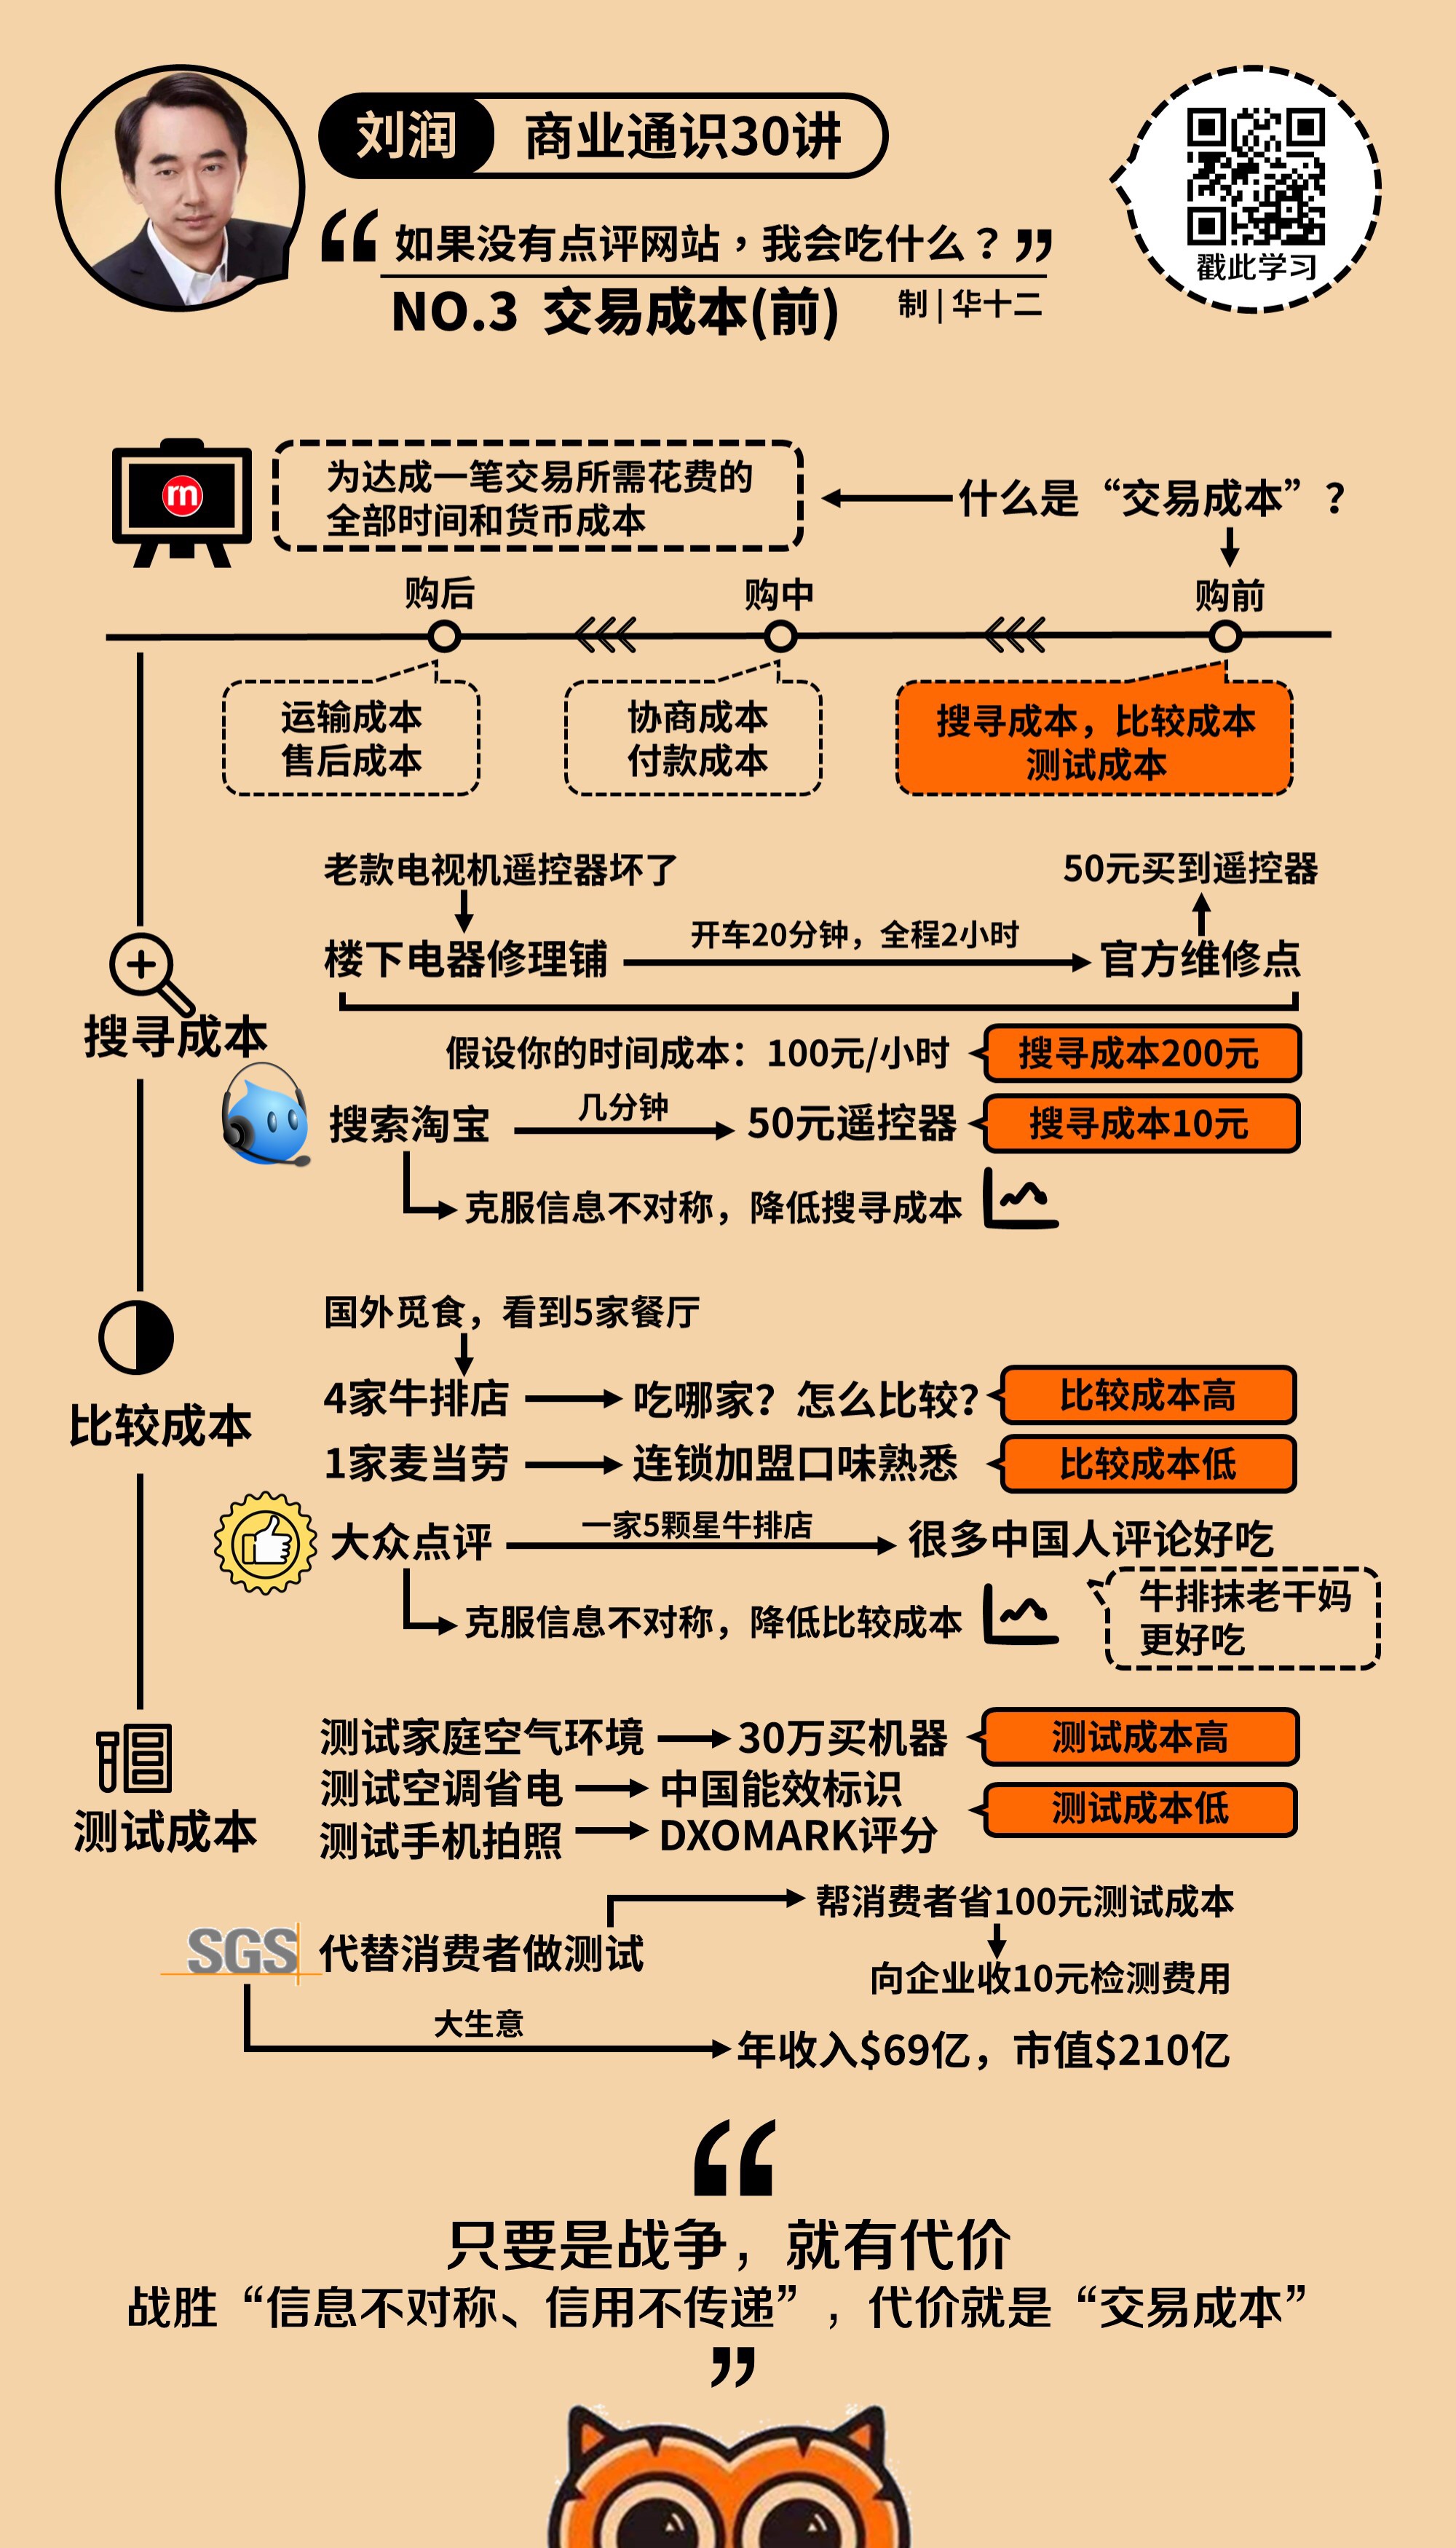 刘润 商业通识30讲
“如果没有点评网站，我会吃什么？”
NO.3 交易成本(前) 制 | 华十二
戳此学习
m
为达成一笔交易所需花费的
全部时间和货币成本
什么是“交易成本”？
购后 购中 购前
运输成本
售后成本
协商成本
付款成本
搜寻成本，比较成本
测试成本
搜寻成本
老款电视机遥控器坏了
50元买到遥控器
楼下电器修理铺
开车20分钟，全程2小时
官方维修点
假设你的时间成本：100元/小时
搜寻成本200元
搜索淘宝
几分钟
50元遥控器
搜寻成本10元
克服信息不对称，降低搜寻成本
比较成本
国外觅食，看到5家餐厅
4家牛排店
吃哪家？怎么比较？
比较成本高
1家麦当劳
连锁加盟口味熟悉
比较成本低
大众点评
一家5颗星牛排店
很多中国人评论好吃
牛排抹老干妈
更好吃
克服信息不对称，降低比较成本
测试成本
测试家庭空气环境
30万买机器
测试成本高
测试空调省电
中国能效标识
测试手机拍照
DXOMARK评分
测试成本低
SGS
代替消费者做测试
帮消费者省100元测试成本
向企业收10元检测费用
大生意
年收入$69亿，市值$210亿
“
只要是战争，就有代价
战胜“信息不对称、信用不传递”，代价就是“交易成本”
”